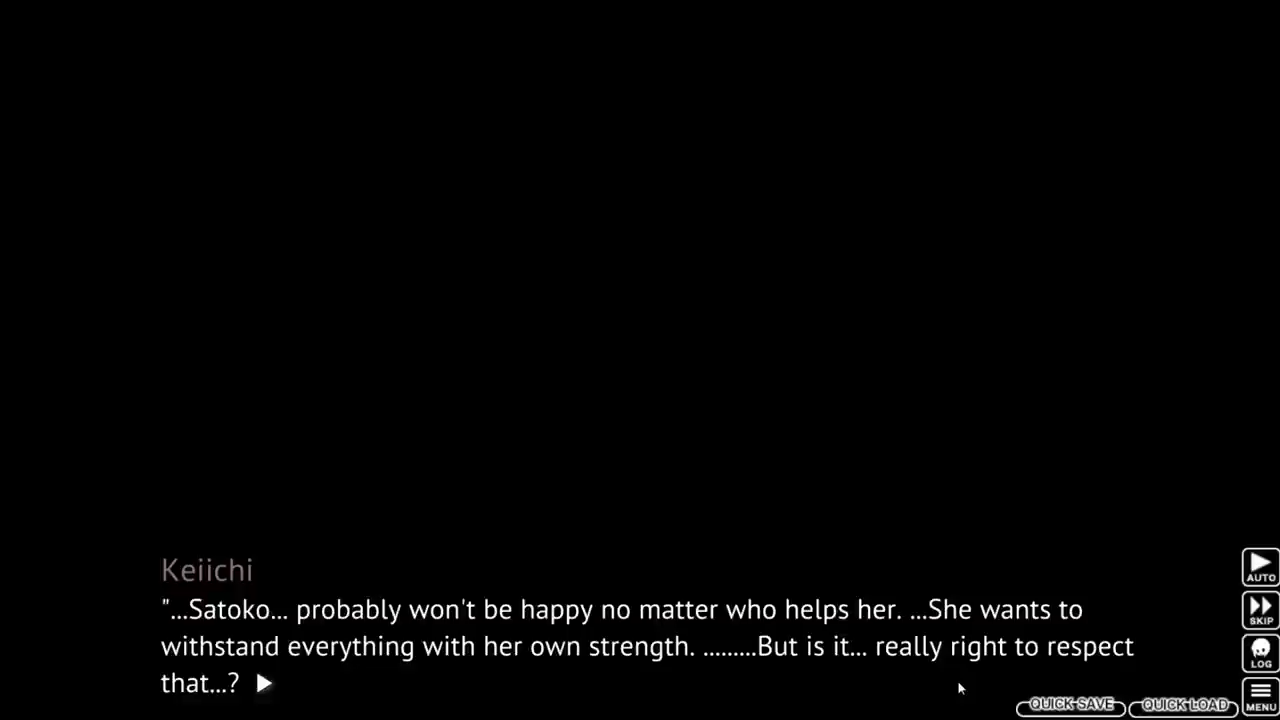 Keiichi
"...Satoko... probably won't be happy no matter who helps her. ...She wants to
withstand everything with her own strength. .........But is it... really right to respect
that...?
AUTO
SKIP
LOG
MENU
QUICK SAVE QUICK LOAD